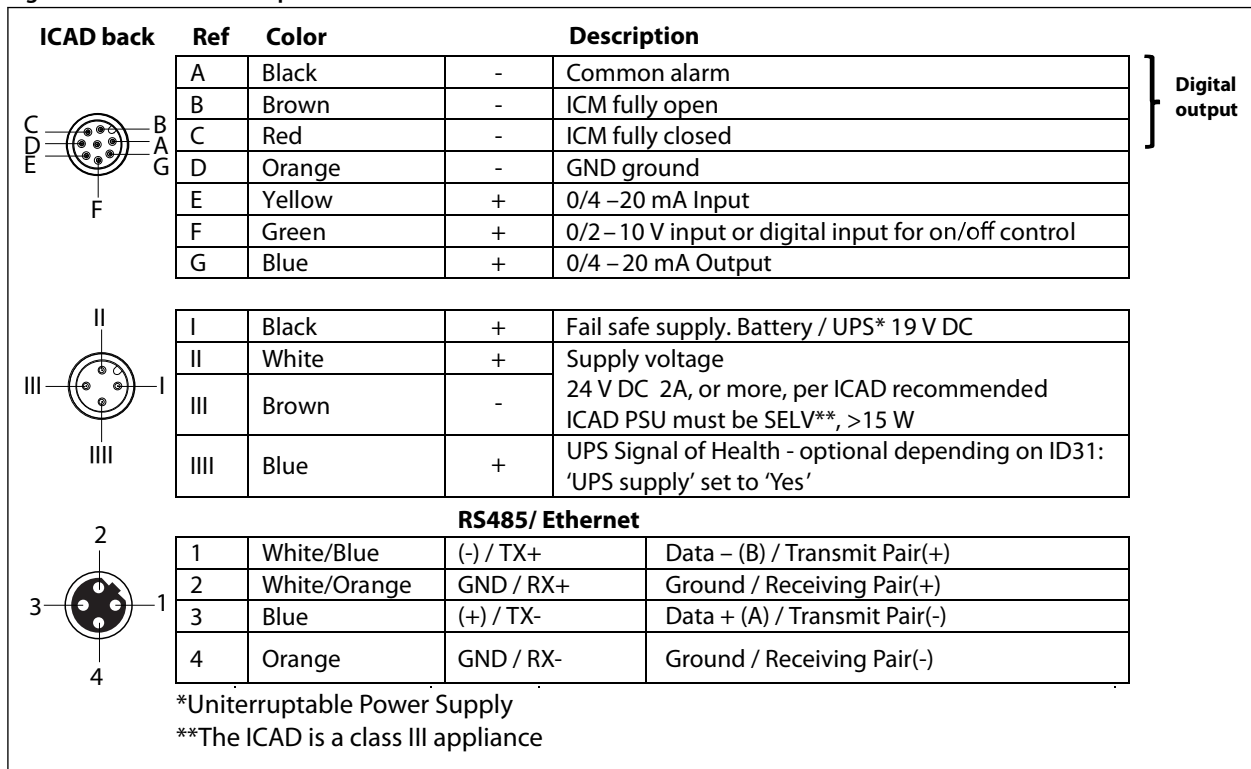 ICAD back Ref Color Description
A Black - Common alarm
B Brown - ICM fully open
C Red - ICM fully closed
D Orange - GND ground
E Yellow + 0/4 –20 mA Input
F Green + 0/2–10 V input or digital input for on/off control
G Blue + 0/4 –20 mA Output
Digital
output
C B
D A
E G
F
I Black + Fail safe supply. Battery / UPS* 19 V DC
II White + Supply voltage
III Brown - 24 V DC 2A, or more, per ICAD recommended
ICAD PSU must be SELV**, >15 W
IIII Blue + UPS Signal of Health - optional depending on ID31:
'UPS supply' set to 'Yes'
II
III I
IIII
RS485/ Ethernet
1 White/Blue (-) / TX+ Data – (B) / Transmit Pair(+)
2 White/Orange GND / RX+ Ground / Receiving Pair(+)
3 Blue (+) / TX- Data + (A) / Transmit Pair(-)
4 Orange GND / RX- Ground / Receiving Pair(-)
2
3 1
4
*Uniterruptable Power Supply
**The ICAD is a class III appliance